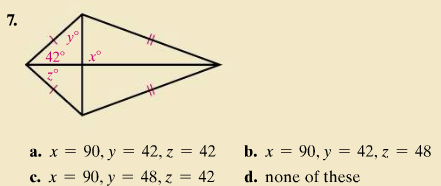 7.
y°
42° x°
z°
a. x = 90, y = 42, z = 42 b. x = 90, y = 42, z = 48
c. x = 90, y = 48, z = 42 d. none of these